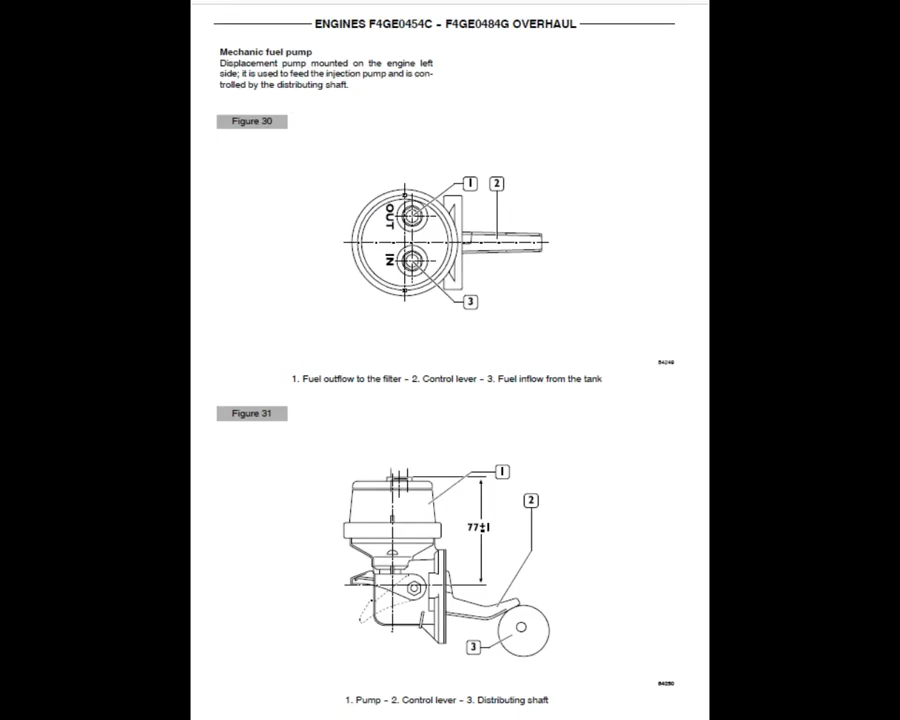 ENGINES F4GE0454C - F4GE0484G OVERHAUL
Mechanic fuel pump
Displacement pump mounted on the engine left
side; it is used to feed the injection pump and is con-
trolled by the distributing shaft.
Figure 30
1 2
OUT
IN
3
84249
1. Fuel outflow to the filter - 2. Control lever - 3. Fuel inflow from the tank
Figure 31
1
2
77±1
3
84250
1. Pump - 2. Control lever - 3. Distributing shaft